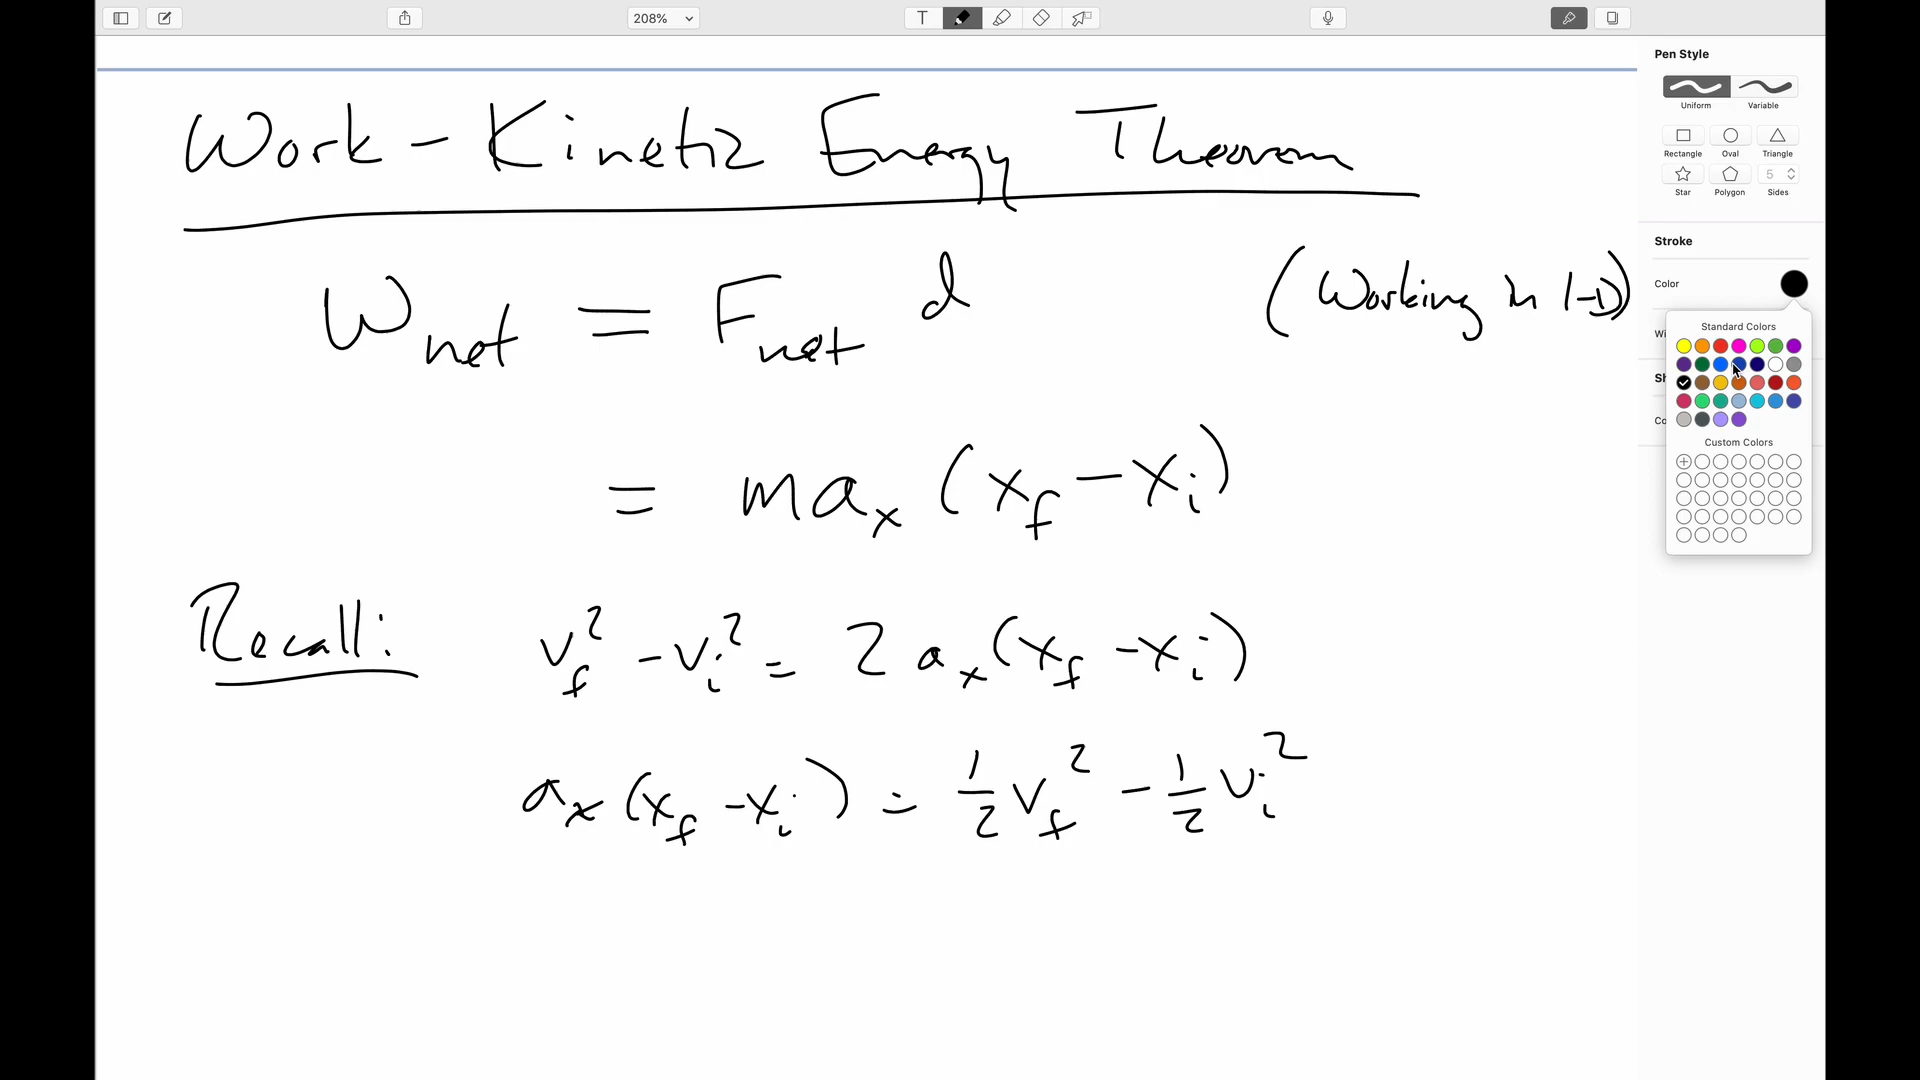 208%
T
Pen Style
Uniform Variable
Rectangle Oval Triangle
5
Star Polygon Sides
Stroke
Color
Standard Colors
Custom Colors
Work - Kinetic Energy Theorem
W_net = F_net d (Working in 1-D)
= ma_x (x_f - x_i)
Recall: v_f^2 - v_i^2 = 2 a_x (x_f - x_i)
a_x (x_f - x_i) = 1/2 v_f^2 - 1/2 v_i^2